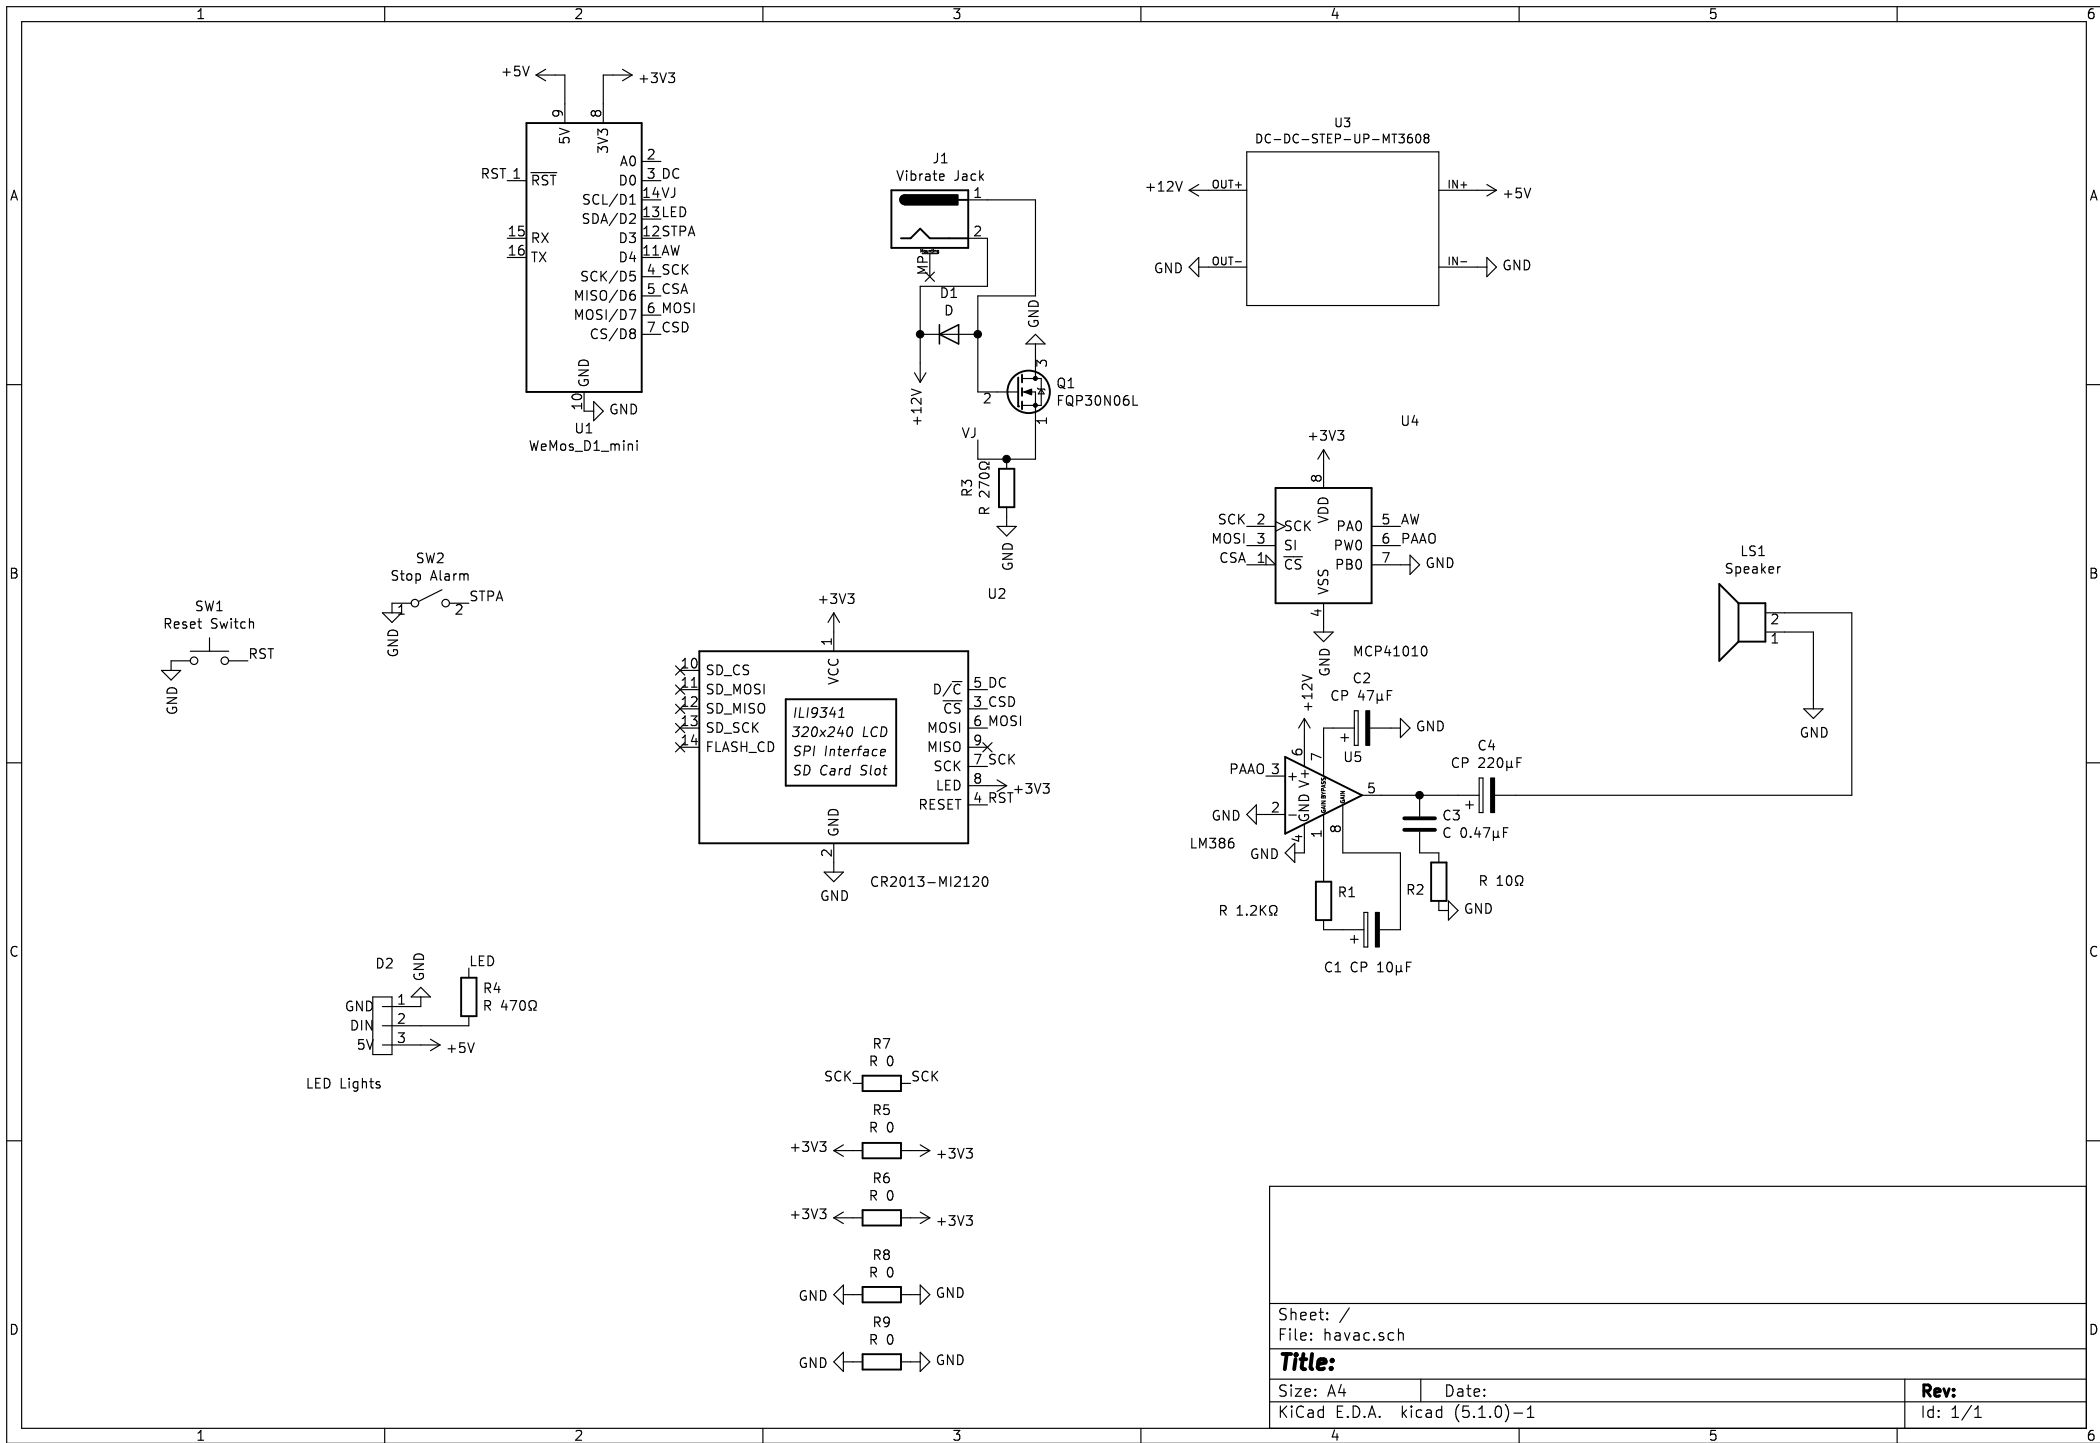 1 2 3 4 5 6
A
B
C
D
A
B
C
D
+5V
+3V3
9
8
5V
3V3
RST 1 RST
15 RX
16 TX
A0 2
D0 3 DC
SCL/D1 14 VJ
SDA/D2 13 LED
D3 12 STPA
D4 11 AW
SCK/D5 4 SCK
MISO/D6 5 CSA
MOSI/D7 6 MOSI
CS/D8 7 CSD
GND
10
GND
U1
WeMos_D1_mini
J1
Vibrate Jack
1
2
MP
D1
D
+12V
GND
3
2
Q1
FQP30N06L
1
VJ
R3
R 270Ω
GND
U3
DC-DC-STEP-UP-MT3608
+12V OUT+ IN+ +5V
GND OUT- IN- GND
U4
+3V3
8
VDD
SCK 2 SCK PA0 5 AW
MOSI 3 SI PW0 6 PAAO
CSA 1 CS PB0 7 GND
VSS
4
GND
MCP41010
LS1
Speaker
2
1
GND
SW2
Stop Alarm
1 2 STPA
GND
SW1
Reset Switch
RST
GND
U2
+3V3
1
VCC
10 SD_CS
11 SD_MOSI
12 SD_MISO
13 SD_SCK
14 FLASH_CD
ILI9341
320x240 LCD
SPI Interface
SD Card Slot
D/C 5 DC
CS 3 CSD
MOSI 6 MOSI
MISO 9
SCK 7 SCK
LED 8 +3V3
RESET 4 RST
GND
2
GND
CR2013-MI2120
C2
CP 47μF
+12V
+ GND
6 7 U5
PAAO 3 + V+
GAIN BYPASS
GAIN
5
GND 2 - GND
LM386
GND 4 1 8
C4
CP 220μF
+
C3
C 0.47μF
R1
R 1.2KΩ
R2
R 10Ω
GND
+
C1 CP 10μF
D2
GND
LED
R4
R 470Ω
GND 1
DIN 2
5V 3 +5V
LED Lights
R7
R 0
SCK SCK
R5
R 0
+3V3 +3V3
R6
R 0
+3V3 +3V3
R8
R 0
GND GND
R9
R 0
GND GND
Sheet: /
File: havac.sch
Title:
Size: A4 Date: Rev:
KiCad E.D.A. kicad (5.1.0)-1 Id: 1/1
1 2 3 4 5 6